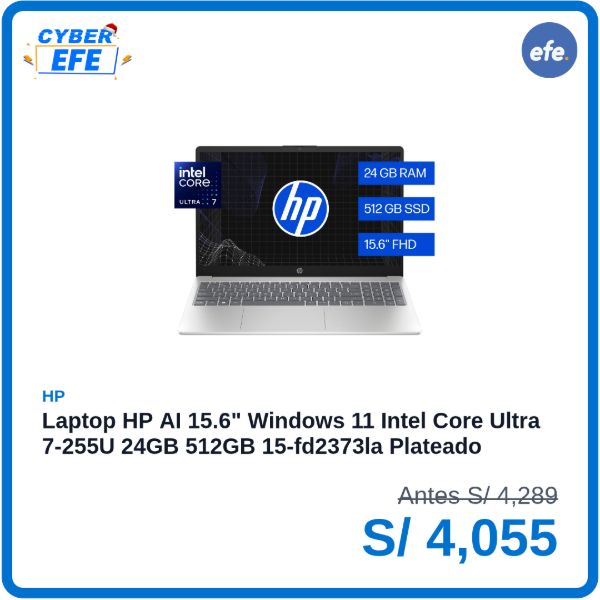 CYBER
EFE
efe.
intel
CORE
ULTRA 7
24 GB RAM
512 GB SSD
15.6" FHD
hp
HP
Laptop HP AI 15.6" Windows 11 Intel Core Ultra
7-255U 24GB 512GB 15-fd2373la Plateado
Antes S/ 4,289
S/ 4,055